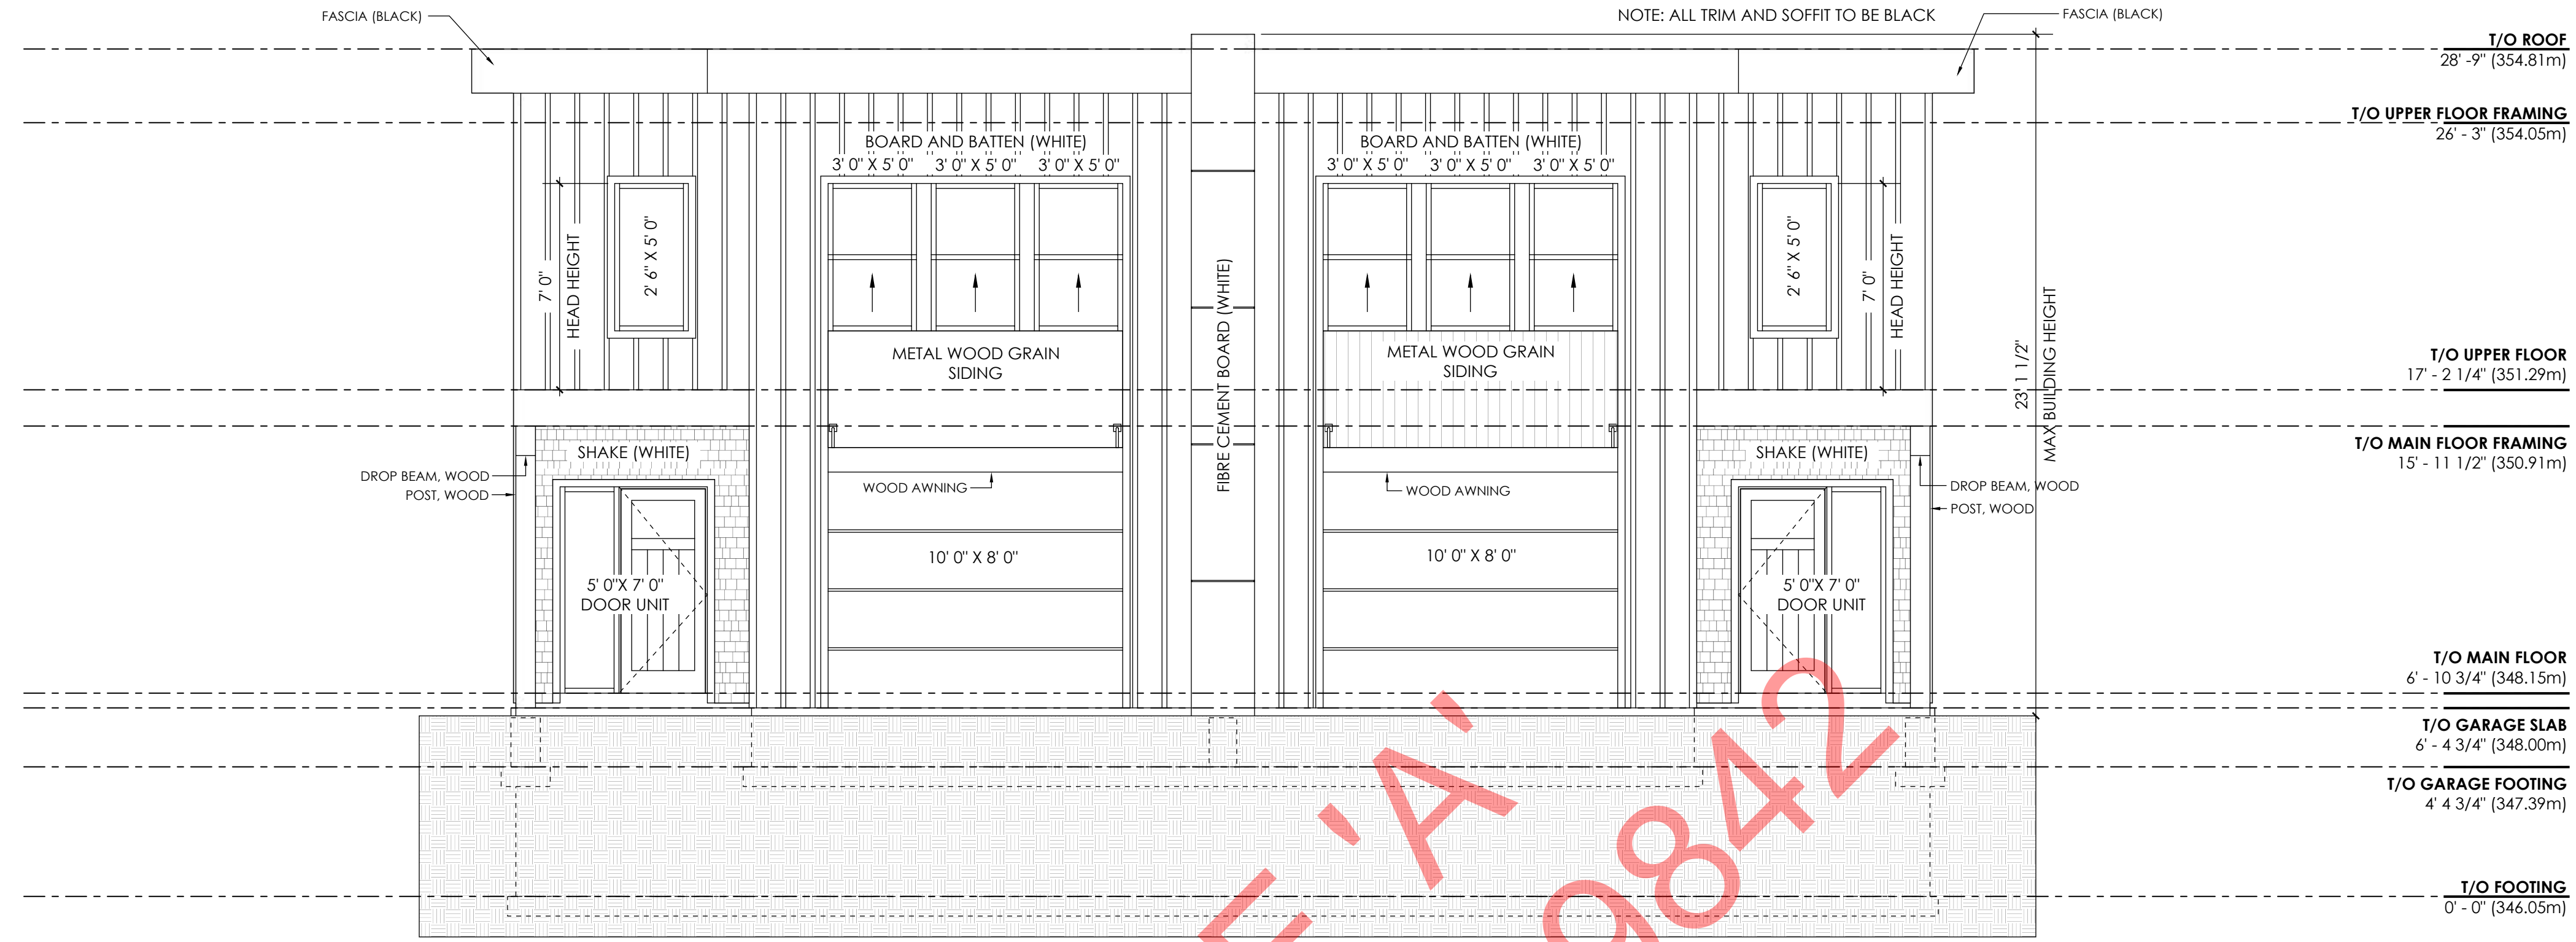 FASCIA (BLACK)
NOTE: ALL TRIM AND SOFFIT TO BE BLACK
FASCIA (BLACK)
T/O ROOF
28' -9" (354.81m)
T/O UPPER FLOOR FRAMING
26' - 3" (354.05m)
BOARD AND BATTEN (WHITE)
3' 0" X 5' 0" 3' 0" X 5' 0" 3' 0" X 5' 0"
BOARD AND BATTEN (WHITE)
3' 0" X 5' 0" 3' 0" X 5' 0" 3' 0" X 5' 0"
7' 0"
HEAD HEIGHT
2' 6" X 5' 0"
2' 6" X 5' 0"
7' 0"
HEAD HEIGHT
METAL WOOD GRAIN
SIDING
FIBRE CEMENT BOARD (WHITE)
METAL WOOD GRAIN
SIDING
23' 1 1/2"
MAX BUILDING HEIGHT
T/O UPPER FLOOR
17' - 2 1/4" (351.29m)
T/O MAIN FLOOR FRAMING
15' - 11 1/2" (350.91m)
SHAKE (WHITE)
SHAKE (WHITE)
DROP BEAM, WOOD
POST, WOOD
WOOD AWNING
WOOD AWNING
DROP BEAM, WOOD
POST, WOOD
10' 0" X 8' 0"
10' 0" X 8' 0"
5' 0"X 7' 0"
DOOR UNIT
5' 0"X 7' 0"
DOOR UNIT
T/O MAIN FLOOR
6' - 10 3/4" (348.15m)
T/O GARAGE SLAB
6' - 4 3/4" (348.00m)
T/O GARAGE FOOTING
4' 4 3/4" (347.39m)
T/O FOOTING
0' - 0" (346.05m)
'A'
9842